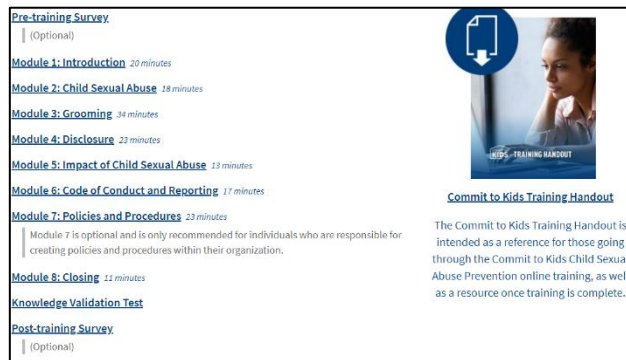 Pre-training Survey
(Optional)
Module 1: Introduction 20 minutes
Module 2: Child Sexual Abuse 18 minutes
Module 3: Grooming 34 minutes
Module 4: Disclosure 23 minutes
Module 5: Impact of Child Sexual Abuse 13 minutes
Module 6: Code of Conduct and Reporting 17 minutes
Module 7: Policies and Procedures 23 minutes
Module 7 is optional and is only recommended for individuals who are responsible for
creating policies and procedures within their organization.
Module 8: Closing 11 minutes
Knowledge Validation Test
Post-training Survey
(Optional)
KIDS TRAINING HANDOUT
Commit to Kids Training Handout
The Commit to Kids Training Handout is
intended as a reference for those going
through the Commit to Kids Child Sexua
Abuse Prevention online training, as wel
as a resource once training is complete.